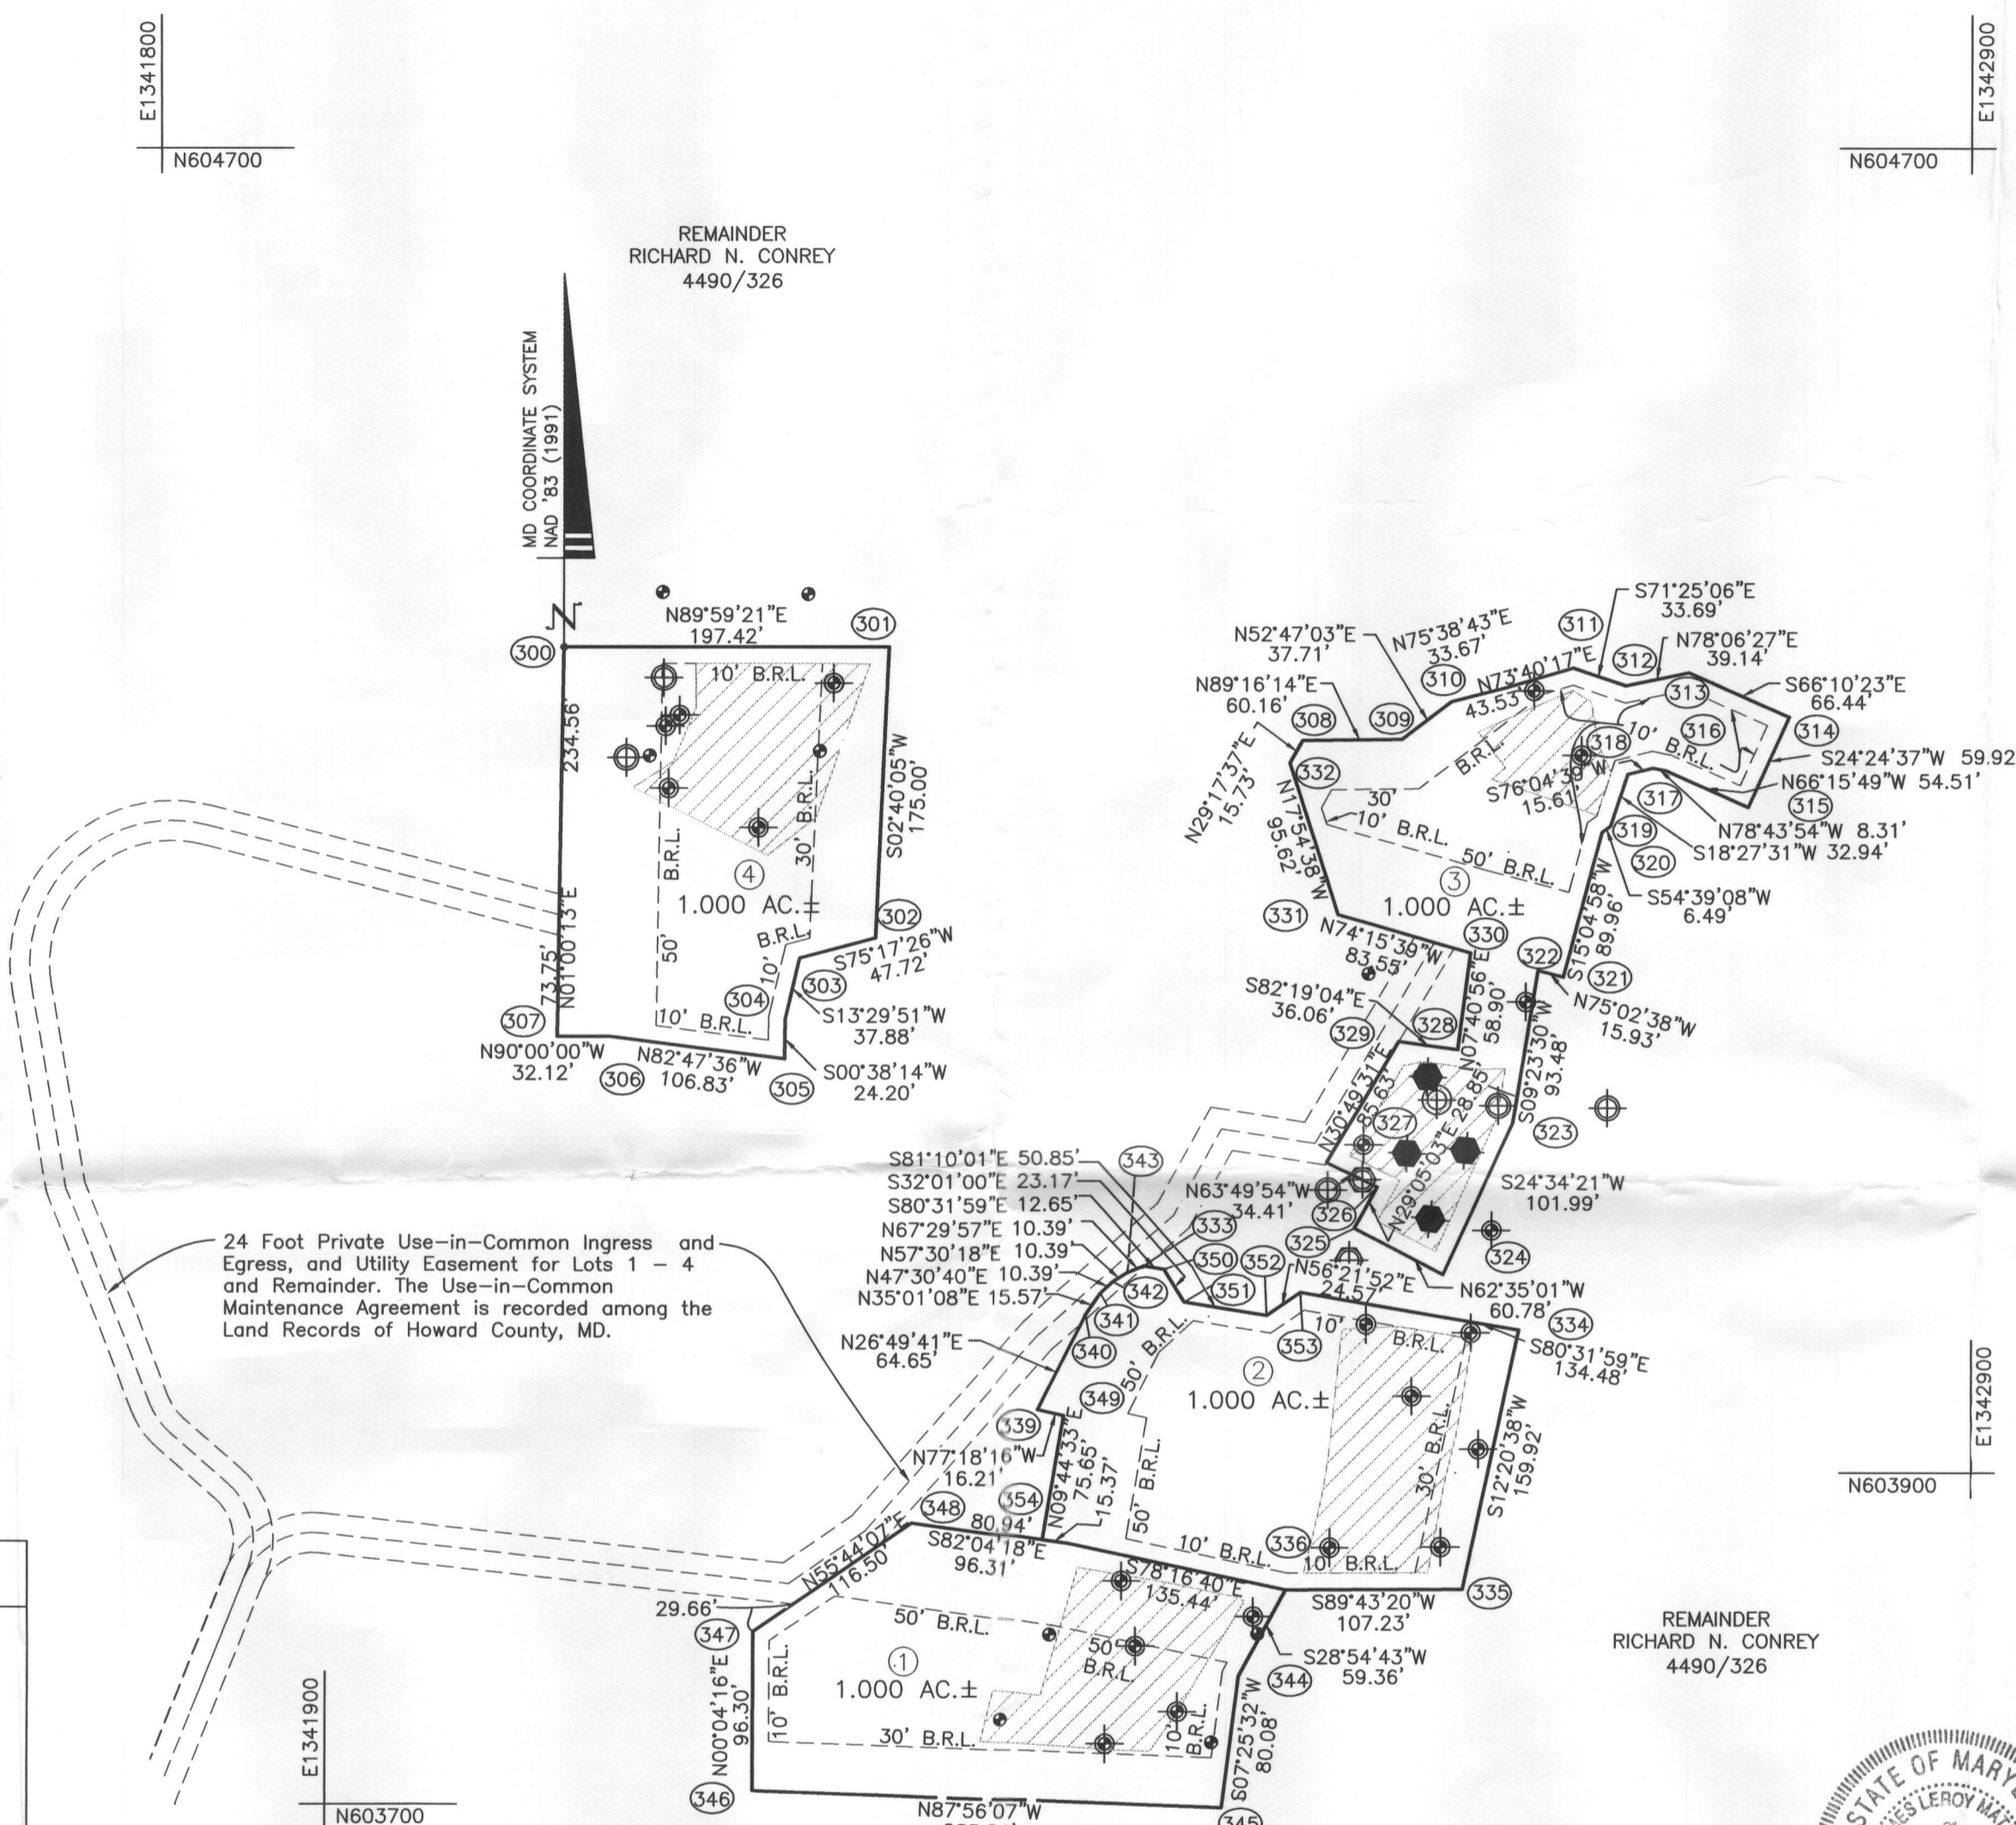 E1341800
N604700
E1342900
N604700
REMAINDER
RICHARD N. CONREY
4490/326
MD COORDINATE SYSTEM
NAD '83 (1991)
N89°59'21"E
197.42'
300
301
10' B.R.L.
234.56'
B.R.L.
50'
30' B.R.L.
S02°40'05"W
175.00'
4
1.000 AC.±
302
B.R.L.
10'
S75°17'26"W
47.72'
303
304
S13°29'51"W
37.88'
73.75'
N01°00'13"E
307
10' B.R.L.
N90°00'00"W
32.12'
306
N82°47'36"W
106.83'
305
S00°38'14"W
24.20'
S71°25'06"E
33.69'
311
N75°38'43"E
33.67'
N52°47'03"E
37.71'
312
N78°06'27"E
39.14'
310
N73°40'17"E
43.53'
313
S66°10'23"E
66.44'
N89°16'14"E
60.16'
308
309
316
314
10'
B.R.L.
318
B.R.L.
S24°24'37"W 59.92
N29°17'37"E
15.73'
332
S76°04'39"W
15.61'
N66°15'49"W 54.51'
30'
10' B.R.L.
317
315
N78°43'54"W 8.31'
319
S18°27'31"W 32.94'
320
N17°54'38"W
95.62'
50' B.R.L.
3
1.000 AC.±
S54°39'08"W
6.49'
S15°04'58"W
89.96'
331
N74°15'39"W
83.55'
330
322
321
N75°02'38"W
15.93'
S82°19'04"E
36.06'
329
328
N07°40'56"E
58.90'
S09°23'30"W
93.48'
N30°49'31"E
85.63'
327
N29°05'03"E 28.85'
323
S24°34'21"W
101.99'
N63°49'54"W
34.41'
326
325
324
N62°35'01"W
60.78'
S81°10'01"E 50.85'
S32°01'00"E 23.17'
S80°31'59"E 12.65'
N67°29'57"E 10.39'
N57°30'18"E 10.39'
N47°30'40"E 10.39'
N35°01'08"E 15.57'
N26°49'41"E
64.65'
343
333
350
352
342
351
341
340
353
N56°21'52"E
24.57'
334
S80°31'59"E
134.48'
24 Foot Private Use-in-Common Ingress and
Egress, and Utility Easement for Lots 1 - 4
and Remainder. The Use-in-Common
Maintenance Agreement is recorded among the
Land Records of Howard County, MD.
10'
B.R.L.
50' B.R.L.
2
1.000 AC.±
349
339
N77°18'16"W
16.21'
N09°44'33"E
75.65'
15.37'
50' B.R.L.
30' B.R.L.
S12°20'38"W
159.92'
E1342900
N603900
354
348
80.94'
S82°04'18"E
96.31'
10' B.R.L.
336
10' B.R.L.
335
N55°44'07"E
116.50'
S78°16'40"E
135.44'
S89°43'20"W
107.23'
29.66'
347
50' B.R.L.
50'
B.R.L.
S28°54'43"W
59.36'
344
1
1.000 AC.±
N00°04'16"E
96.30'
10' B.R.L.
30' B.R.L.
10'
B.R.L.
S07°25'32"W
80.08'
REMAINDER
RICHARD N. CONREY
4490/326
E1341900
N603700
346
N87°56'07"W
345
STATE OF MARY
LEROY